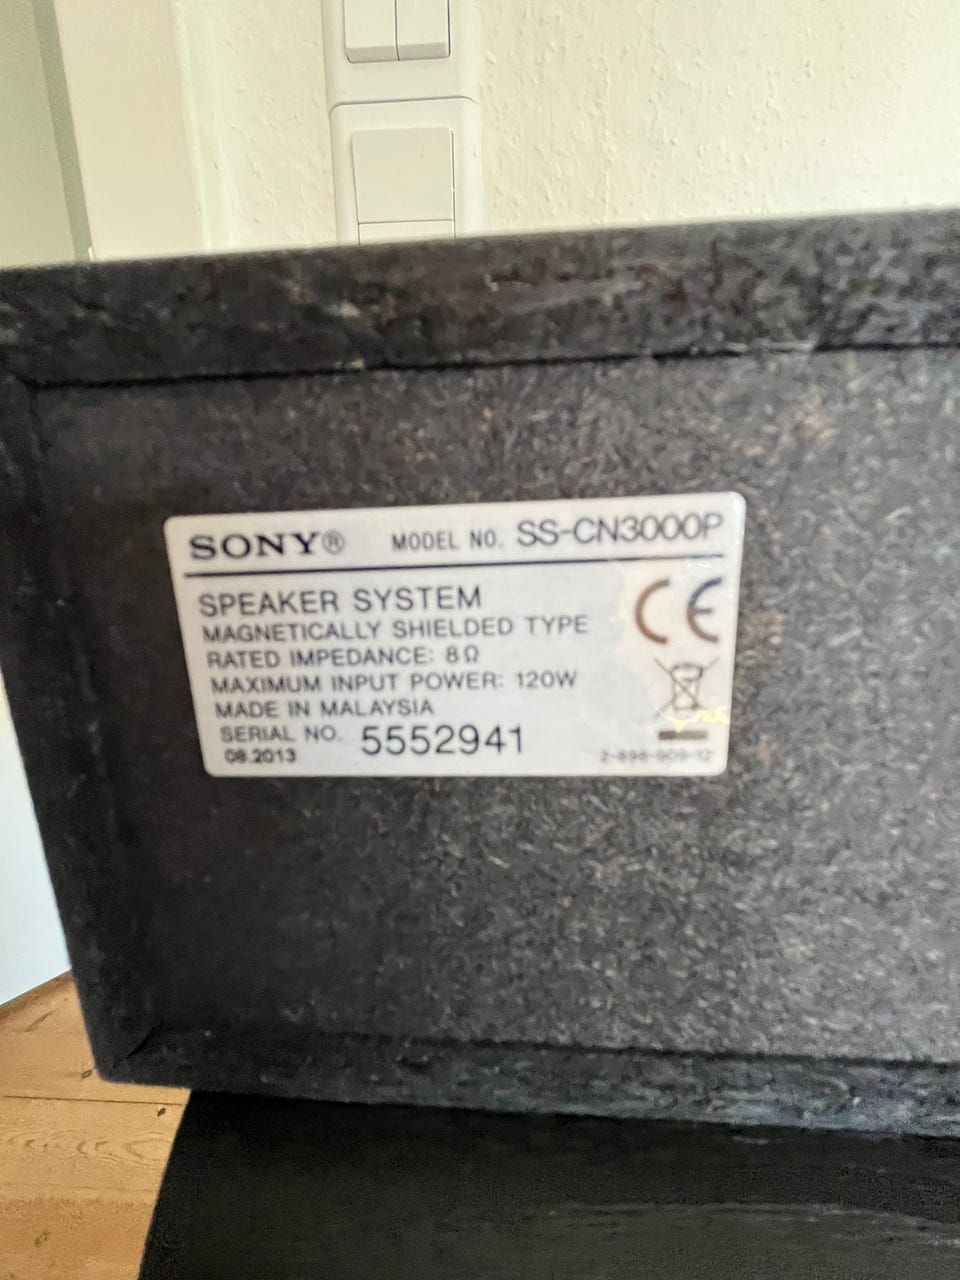 SONY® MODEL NO. SS-CN3000P
SPEAKER SYSTEM
MAGNETICALLY SHIELDED TYPE
RATED IMPEDANCE: 8Ω
MAXIMUM INPUT POWER: 120W
MADE IN MALAYSIA
SERIAL NO. 5552941
08.2013
CE